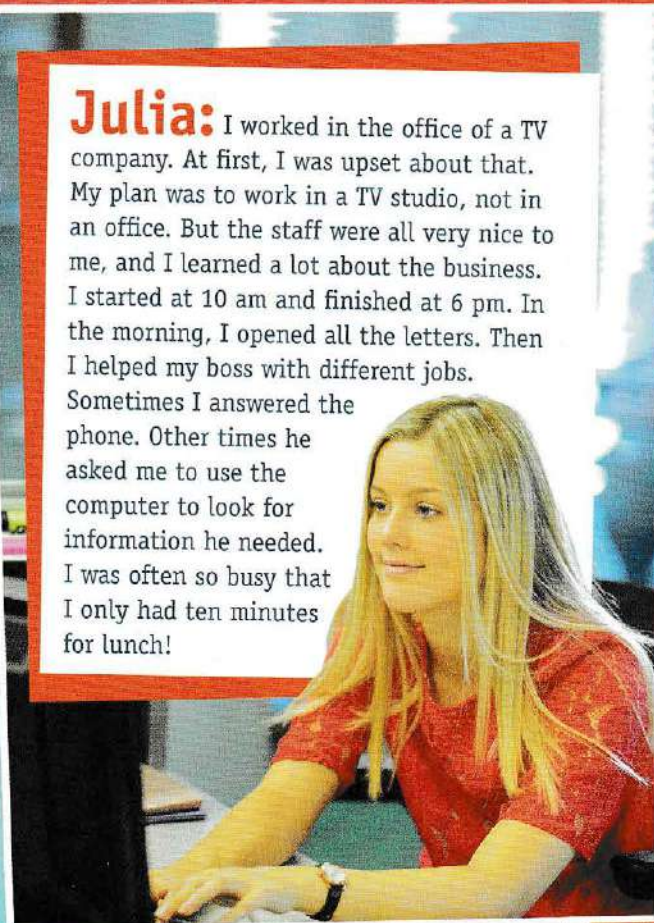 Julia: I worked in the office of a TV
company. At first, I was upset about that.
My plan was to work in a TV studio, not in
an office. But the staff were all very nice to
me, and I learned a lot about the business.
I started at 10 am and finished at 6 pm. In
the morning, I opened all the letters. Then
I helped my boss with different jobs.
Sometimes I answered the
phone. Other times he
asked me to use the
computer to look for
information he needed.
I was often so busy that
I only had ten minutes
for lunch!